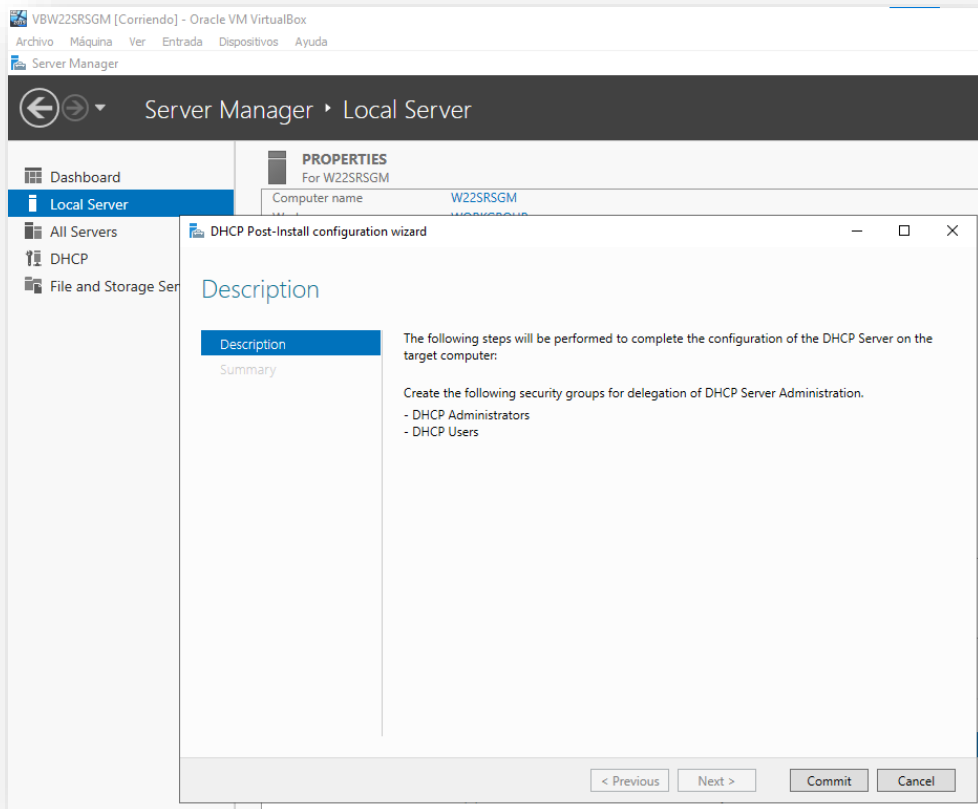 VBW22SRSGM [Corriendo] - Oracle VM VirtualBox
Archivo Máquina Ver Entrada Dispositivos Ayuda
Server Manager
Server Manager ‣ Local Server
Dashboard
Local Server
All Servers
DHCP
File and Storage Ser
PROPERTIES
For W22SRSGM
Computer name W22SRSGM
WORKGROUP
DHCP Post-Install configuration wizard
Description
Description
Summary
The following steps will be performed to complete the configuration of the DHCP Server on the
target computer:
Create the following security groups for delegation of DHCP Server Administration.
- DHCP Administrators
- DHCP Users
< Previous Next > Commit Cancel